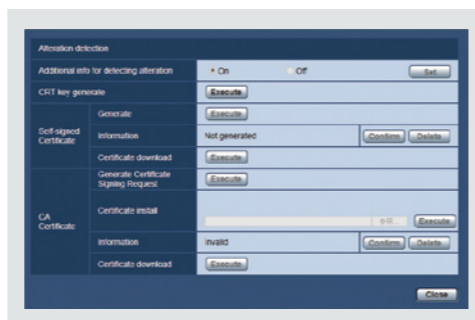 Alteration detection
Additional info for detecting alteration On Off Set
CRT key generate Execute
Self-signed Certificate Generate Execute
Information Not generated Confirm Delete
Certificate download Execute
CA Certificate Generate Certificate Signing Request Execute
Certificate install Execute
Information Invalid Confirm Delete
Certificate download Execute
Close